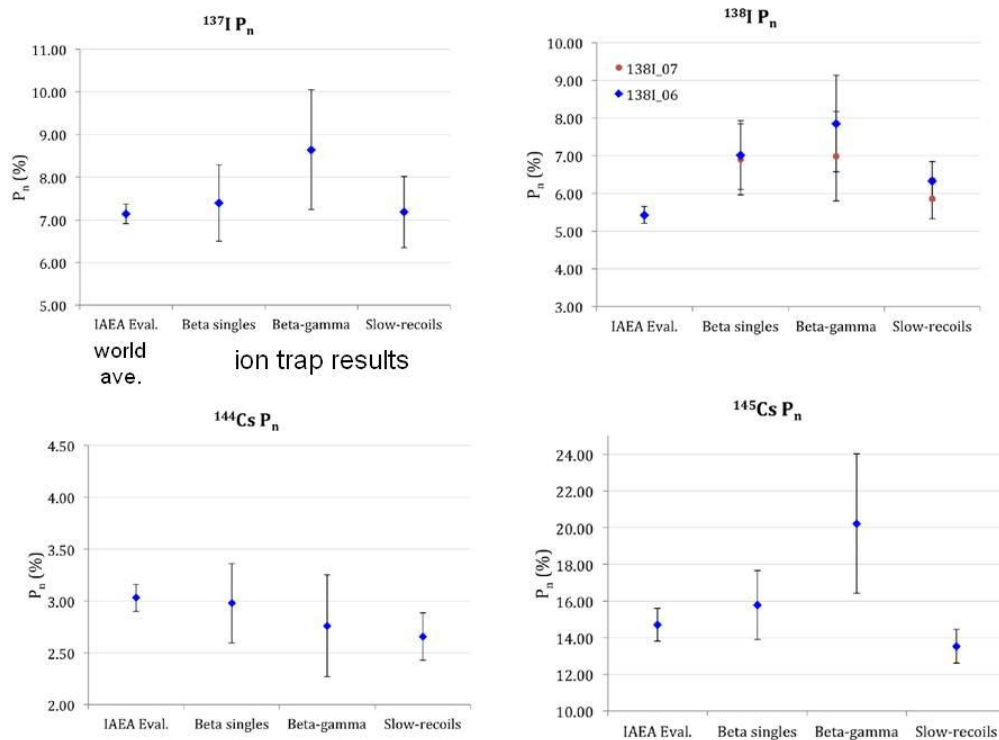 ¹³⁷I Pₙ
11.00
10.00
9.00
8.00
7.00
6.00
5.00
Pₙ (%)
IAEA Eval. Beta singles Beta-gamma Slow-recoils
world
ave.
ion trap results
¹³⁸I Pₙ
10.00
9.00
8.00
7.00
6.00
5.00
4.00
3.00
Pₙ (%)
138I_07
138I_06
IAEA Eval. Beta singles Beta-gamma Slow-recoils
¹⁴⁴Cs Pₙ
4.50
4.00
3.50
3.00
2.50
2.00
Pₙ (%)
IAEA Eval. Beta singles Beta-gamma Slow-recoils
¹⁴⁵Cs Pₙ
24.00
22.00
20.00
18.00
16.00
14.00
12.00
10.00
Pₙ (%)
IAEA Eval. Beta singles Beta-gamma Slow-recoils